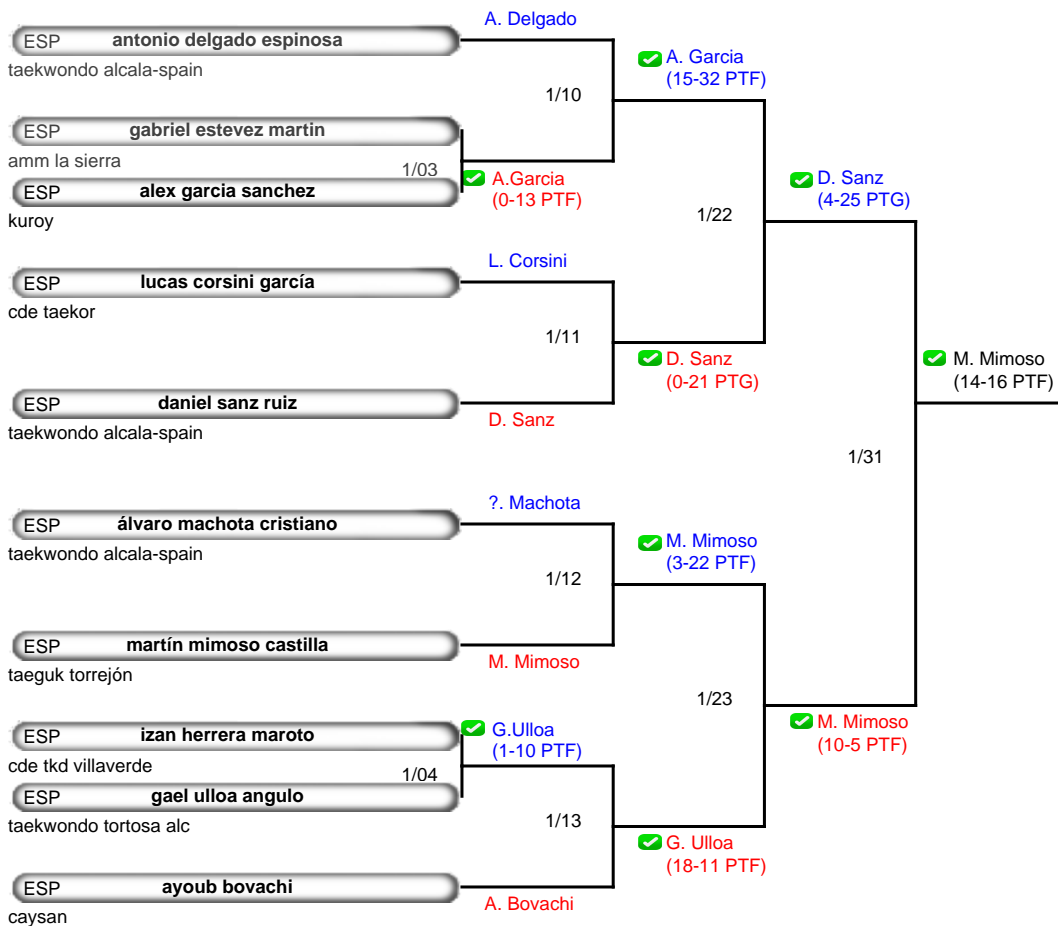 A. Delgado
ESP antonio delgado espinosa
taekwondo alcala-spain
A. Garcia
(15-32 PTF)
1/10
ESP gabriel estevez martin
amm la sierra
1/03
A.Garcia
(0-13 PTF)
ESP alex garcia sanchez
kuroy
D. Sanz
(4-25 PTG)
1/22
L. Corsini
ESP lucas corsini garcía
cde taekor
1/11
D. Sanz
(0-21 PTG)
M. Mimoso
(14-16 PTF)
ESP daniel sanz ruiz
taekwondo alcala-spain
D. Sanz
1/31
?. Machota
ESP álvaro machota cristiano
taekwondo alcala-spain
M. Mimoso
(3-22 PTF)
1/12
ESP martín mimoso castilla
taeguk torrejón
M. Mimoso
1/23
M. Mimoso
(10-5 PTF)
ESP izan herrera maroto
cde tkd villaverde
G.Ulloa
(1-10 PTF)
1/04
ESP gael ulloa angulo
taekwondo tortosa alc
1/13
G. Ulloa
(18-11 PTF)
ESP ayoub bovachi
caysan
A. Bovachi